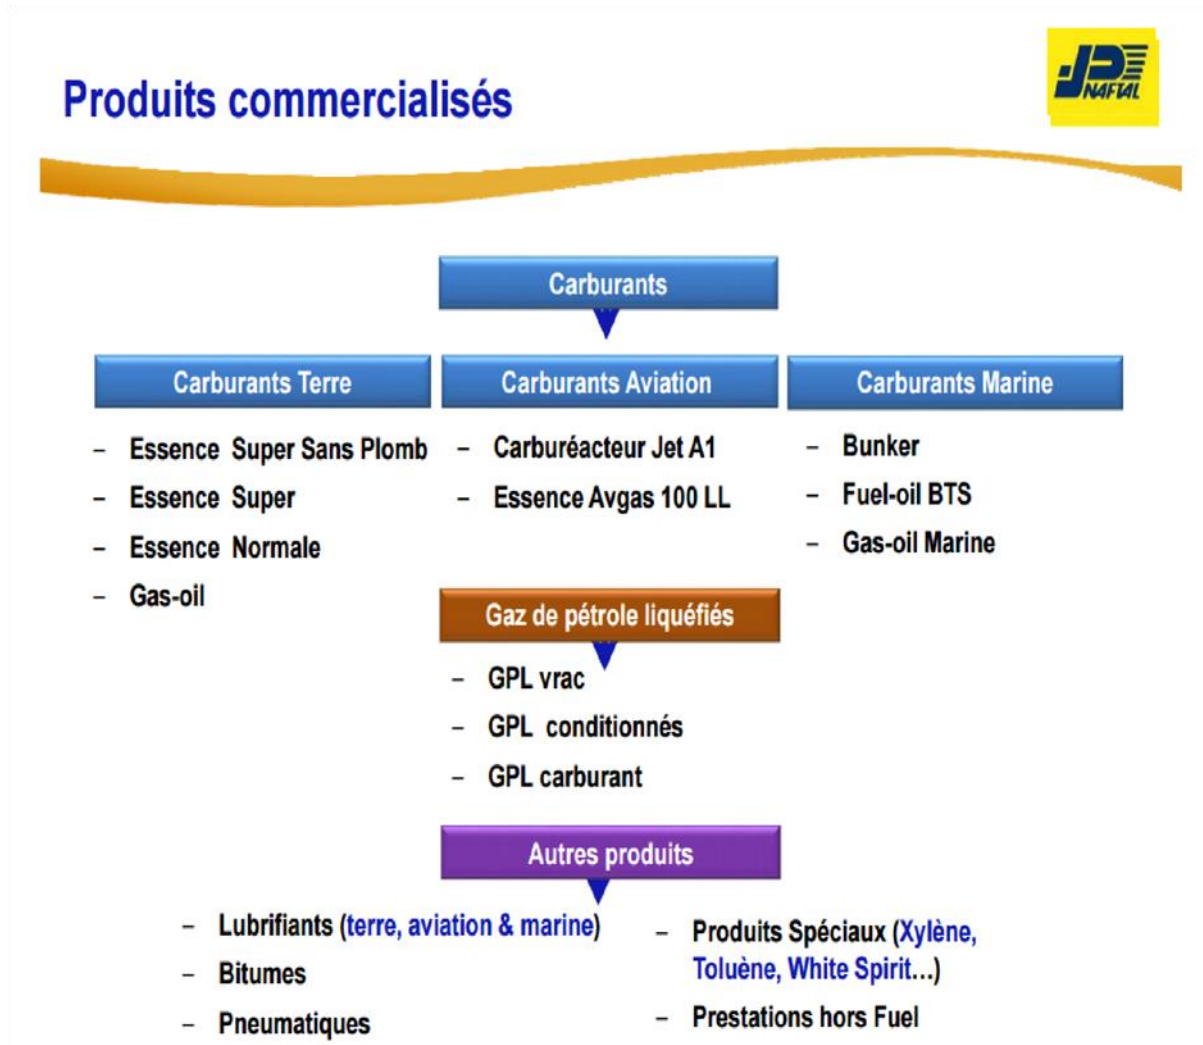 Produits commercialisés
NAFTAL
Carburants
Carburants Terre
– Essence Super Sans Plomb
– Essence Super
– Essence Normale
– Gas-oil
Carburants Aviation
– Carburéacteur Jet A1
– Essence Avgas 100 LL
Carburants Marine
– Bunker
– Fuel-oil BTS
– Gas-oil Marine
Gaz de pétrole liquéfiés
– GPL vrac
– GPL conditionnés
– GPL carburant
Autres produits
– Lubrifiants (terre, aviation & marine)
– Bitumes
– Pneumatiques
– Produits Spéciaux (Xylène,
Toluène, White Spirit…)
– Prestations hors Fuel